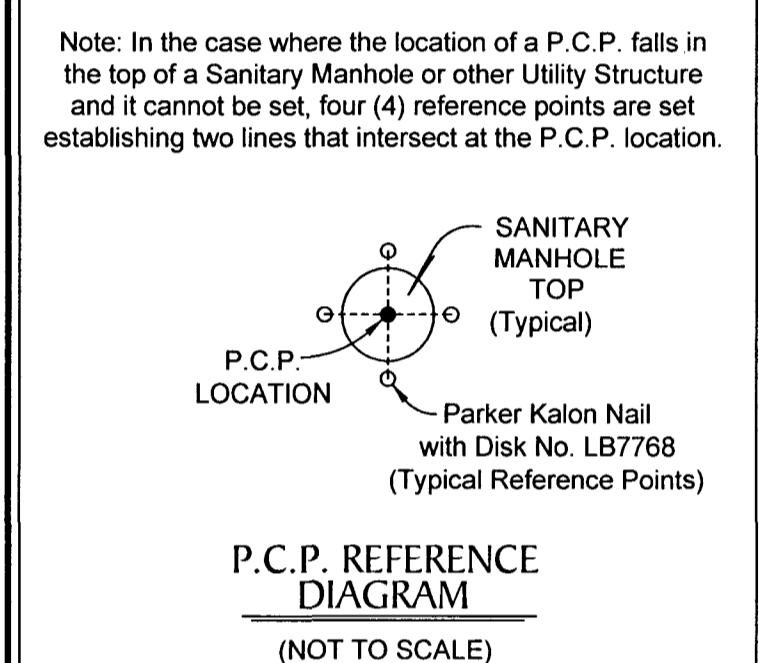 Note: In the case where the location of a P.C.P. falls in
the top of a Sanitary Manhole or other Utility Structure
and it cannot be set, four (4) reference points are set
establishing two lines that intersect at the P.C.P. location.
SANITARY
MANHOLE
TOP
(Typical)
P.C.P.
LOCATION
Parker Kalon Nail
with Disk No. LB7768
(Typical Reference Points)
P.C.P. REFERENCE
DIAGRAM
(NOT TO SCALE)